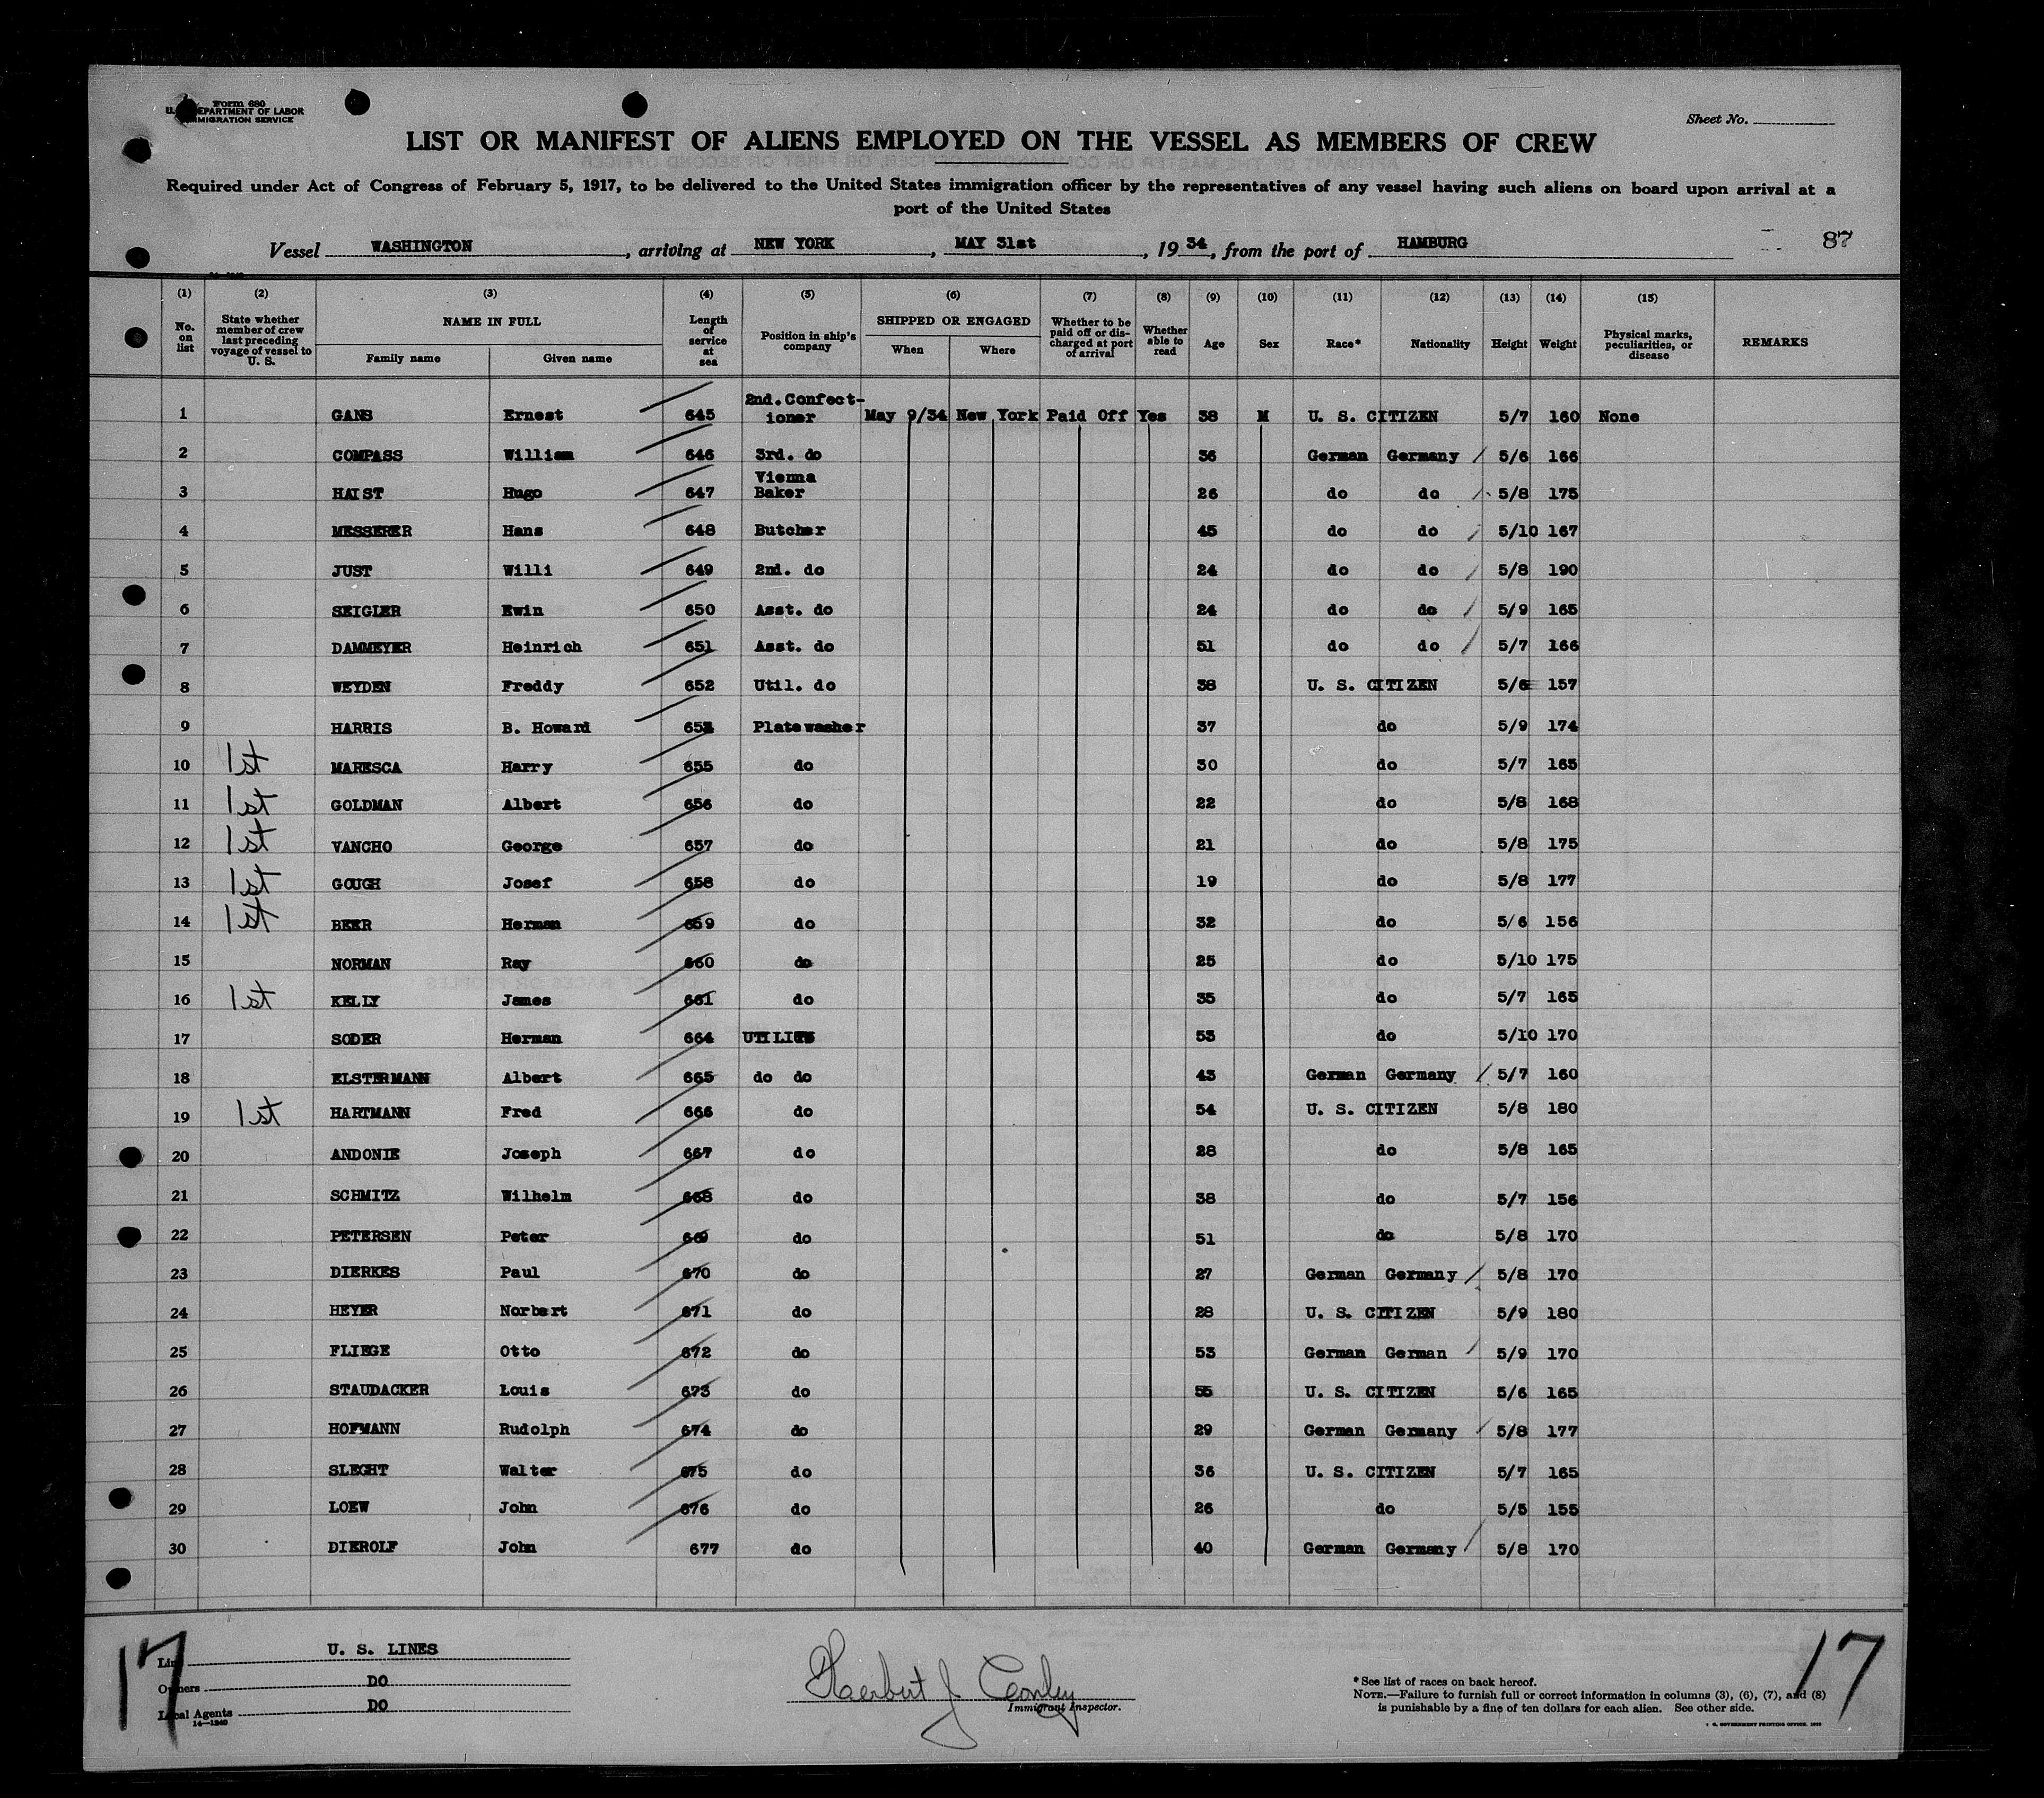 Form 680
U. DEPARTMENT OF LABOR
MIGRATION SERVICE
Sheet No.
LIST OR MANIFEST OF ALIENS EMPLOYED ON THE VESSEL AS MEMBERS OF CREW
Required under Act of Congress of February 5, 1917, to be delivered to the United States immigration officer by the representatives of any vessel having such aliens on board upon arrival at a
port of the United States
Vessel WASHINGTON, arriving at NEW YORK, MAY 31st, 1934, from the port of HAMBURG 87
(1) (2) (3) (4) (5) (6) (7) (8) (9) (10) (11) (12) (13) (14) (15)
No. on list State whether member of crew last preceding voyage of vessel to U. S. NAME IN FULL Family name Given name Length of service at sea Position in ship's company SHIPPED OR ENGAGED When Where Whether to be paid off or discharged at port of arrival Whether able to read Age Sex Race* Nationality Height Weight Physical marks, peculiarities, or disease REMARKS
1 GANS Ernest 645 2nd. Confect-ioner May 9/34 New York Paid Off Yes 38 M U. S. CITIZEN 5/7 160 None
2 COMPASS William 646 3rd. do 36 German Germany 5/6 166
3 HAIST Hugo 647 Vienna Baker 26 do do 5/8 175
4 MESSERER Hans 648 Butcher 45 do do 5/10 167
5 JUST Willi 649 2nd. do 24 do do 5/8 190
6 SEIGLER Ewin 650 Asst. do 24 do do 5/9 165
7 DAMMEYER Heinrich 651 Asst. do 51 do do 5/7 166
8 WEYDEN Freddy 652 Util. do 38 U. S. CITIZEN 5/6 157
9 HARRIS B. Howard Platewasher 37 do 5/9 174
10 1st MARESCA Harry 655 do 30 do 5/7 165
11 1st GOLDMAN Albert 656 do 22 do 5/8 168
12 1st VANCHO George 657 do 21 do 5/8 175
13 1st GOUGH Josef 658 do 19 do 5/8 177
14 1st BEER Herman 659 do 32 do 5/6 156
15 NORMAN Ray 660 do 25 do 5/10 175
16 1st KELLY James 661 do 35 do 5/7 165
17 SODER Herman 664 53 do 5/10 170
18 ELSTERMANN Albert 665 do do 43 German Germany 5/7 160
19 1st HARTMANN Fred 666 do 54 U. S. CITIZEN 5/8 180
20 ANDONIE Joseph 667 do 28 do 5/8 165
21 SCHMITZ Wilhelm 668 do 38 do 5/7 156
22 PETERSEN Peter 669 do 51 do 5/8 170
23 DIERKES Paul 670 do 27 German Germany 5/8 170
24 HEYER Norbert 671 do 28 U. S. CITIZEN 5/9 180
25 FLIEGE Otto 672 do 53 German German 5/9 170
26 STAUDACKER Louis 673 do 55 U. S. CITIZEN 5/6 165
27 HOFMANN Rudolph 674 do 29 German Germany 5/8 177
28 SLEGHT Walter 675 do 36 U. S. CITIZEN 5/7 165
29 LOEW John 676 do 26 do 5/5 155
30 DIEROLF John 677 do 40 German Germany 5/8 170
17
Line U. S. LINES
Owners DO
Local Agents DO
14—1240
Herbert J Conley
Immigrant Inspector.
* See list of races on back hereof.
NOTE.—Failure to furnish full or correct information in columns (3), (6), (7), and (8)
is punishable by a fine of ten dollars for each alien. See other side.
17